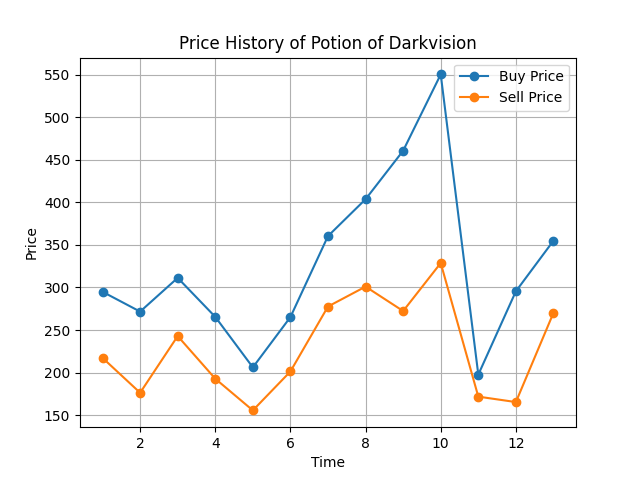 Price History of Potion of Darkvision
Buy Price
Sell Price
550
500
450
400
350
300
250
200
150
Price
2 4 6 8 10 12
Time